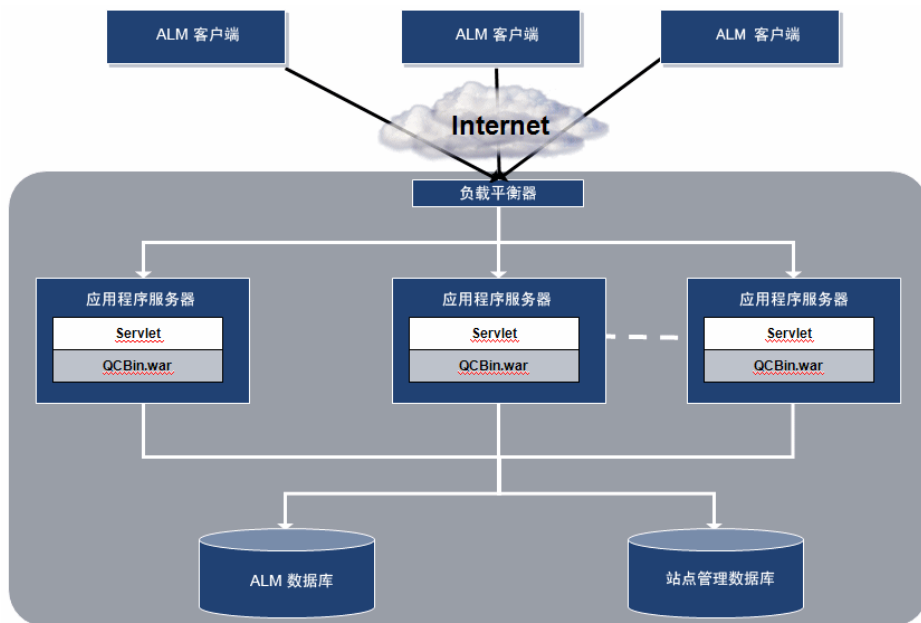 ALM 客户端
ALM 客户端
ALM 客户端
Internet
负载平衡器
应用程序服务器
Servlet
QCBin.war
应用程序服务器
Servlet
QCBin.war
应用程序服务器
Servlet
QCBin.war
ALM 数据库
站点管理数据库